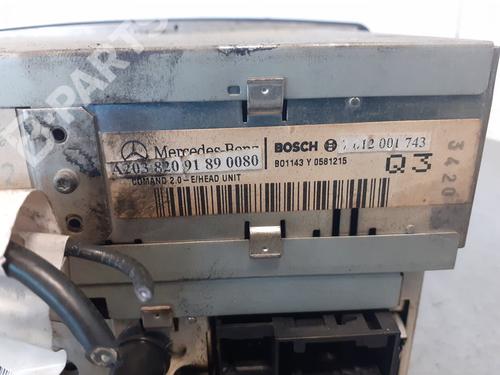 B-PARTS
Mercedes-Benz
BOSCH 7 612 001 743
A203 820 91 89 0080
B01143 Y 0581215
Q3
COMAND 2.0-E/HEAD UNIT
3420